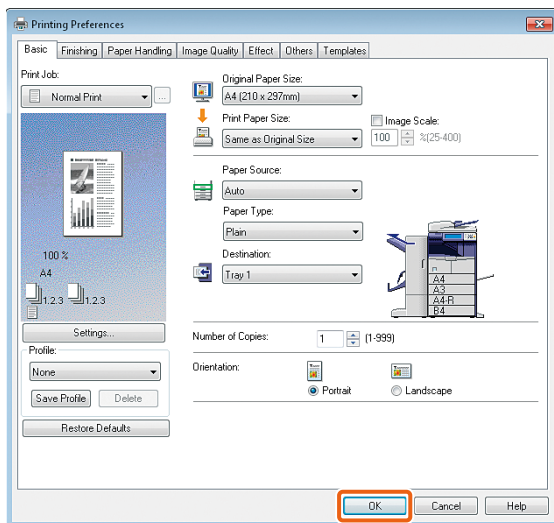 Printing Preferences
Basic Finishing Paper Handling Image Quality Effect Others Templates
Print Job:
Normal Print
...
100 %
A4
1.2.3 1.2.3
Settings...
Profile:
None
Save Profile Delete
Restore Defaults
Original Paper Size:
A4 (210 x 297mm)
Print Paper Size:
Same as Original Size
Image Scale:
100 %(25-400)
Paper Source:
Auto
Paper Type:
Plain
Destination:
Tray 1
A4
A3
A4-R
B4
Number of Copies: 1 (1-999)
Orientation:
Portrait Landscape
OK Cancel Help